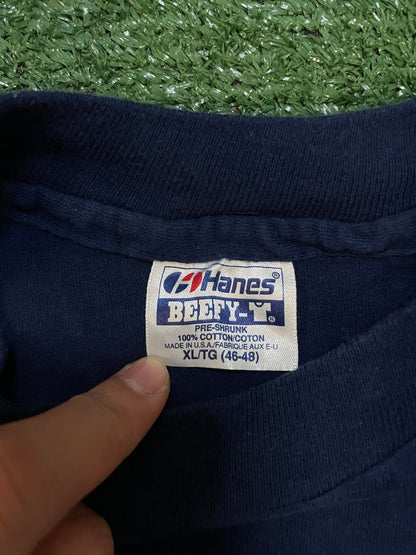 Hanes®
BEEFY-T®
PRE-SHRUNK
100% COTTON/COTON
MADE IN U.S.A./FABRIQUE AUX E-U
XL/TG (46-48)